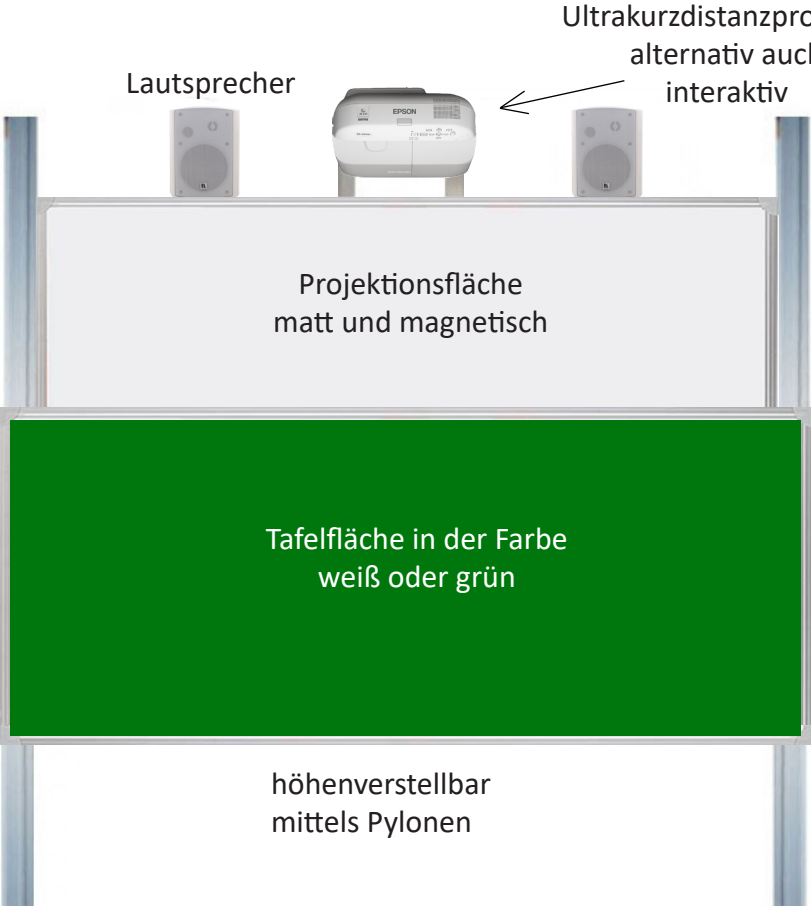 Ultrakurzdistanzpro
alternativ auch
interaktiv
Lautsprecher
EPSON
Projektionsfläche
matt und magnetisch
Tafelfläche in der Farbe
weiß oder grün
höhenverstellbar
mittels Pylonen